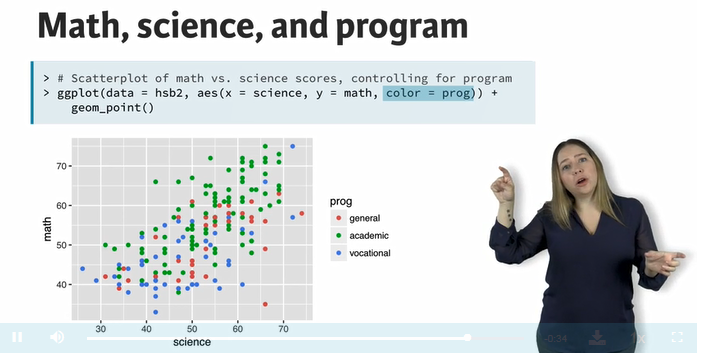 Math, science, and program
> # Scatterplot of math vs. science scores, controlling for program
> ggplot(data = hsb2, aes(x = science, y = math, color = prog)) +
geom_point()
70
60
50
40
math
30 40 50 60 70
science
prog
general
academic
vocational
-0:34
1x